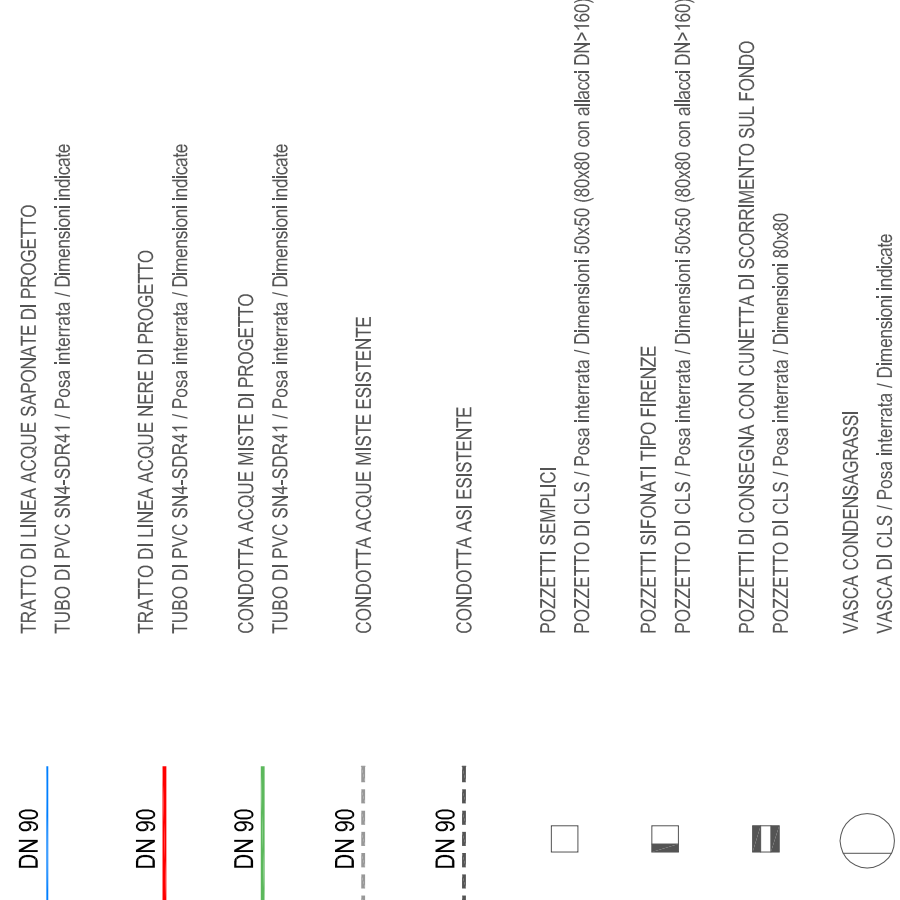 DN 90
TRATTO DI LINEA ACQUE SAPONATE DI PROGETTO
TUBO DI PVC SN4-SDR41 / Posa interrata / Dimensioni indicate
DN 90
TRATTO DI LINEA ACQUE NERE DI PROGETTO
TUBO DI PVC SN4-SDR41 / Posa interrata / Dimensioni indicate
DN 90
CONDOTTA ACQUE MISTE DI PROGETTO
TUBO DI PVC SN4-SDR41 / Posa interrata / Dimensioni indicate
DN 90
CONDOTTA ACQUE MISTE ESISTENTE
DN 90
CONDOTTA ASI ESISTENTE
POZZETTI SEMPLICI
POZZETTO DI CLS / Posa interrata / Dimensioni 50x50 (80x80 con allacci DN>160)
POZZETTI SIFONATI TIPO FIRENZE
POZZETTO DI CLS / Posa interrata / Dimensioni 50x50 (80x80 con allacci DN>160)
POZZETTI DI CONSEGNA CON CUNETTA DI SCORRIMENTO SUL FONDO
POZZETTO DI CLS / Posa interrata / Dimensioni 80x80
VASCA CONDENSAGRASSI
VASCA DI CLS / Posa interrata / Dimensioni indicate